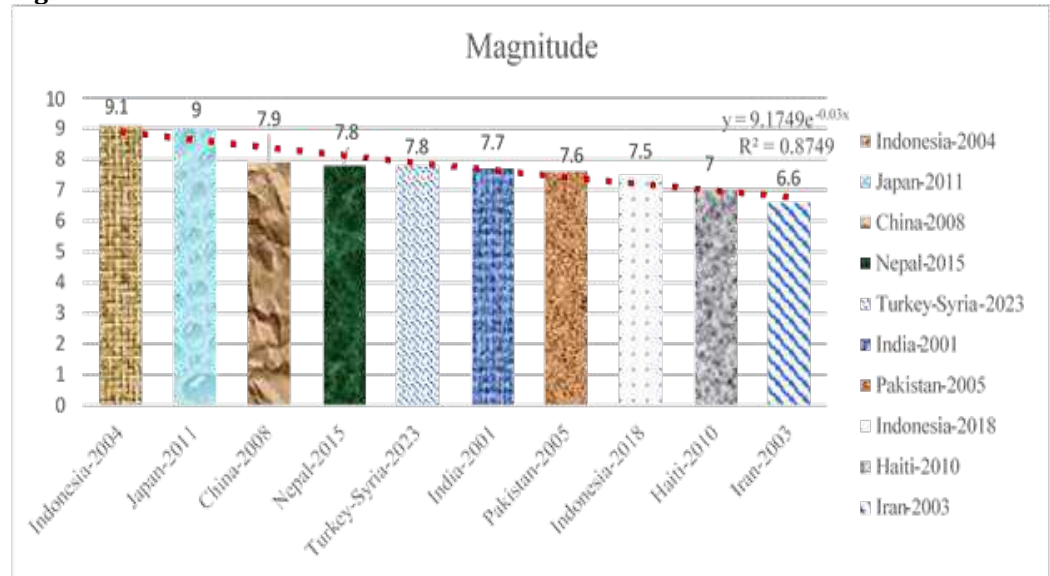 Magnitude
10
9
8
7
6
5
4
3
2
1
0
9.1
9
7.9
7.8
7.8
7.7
7.6
7.5
7
6.6
y = 9.1749e^-0.03x
R² = 0.8749
Indonesia-2004
Japan-2011
China-2008
Nepal-2015
Turkey-Syria-2023
India-2001
Pakistan-2005
Indonesia-2018
Haiti-2010
Iran-2003
Indonesia-2004
Japan-2011
China-2008
Nepal-2015
Turkey-Syria-2023
India-2001
Pakistan-2005
Indonesia-2018
Haiti-2010
Iran-2003